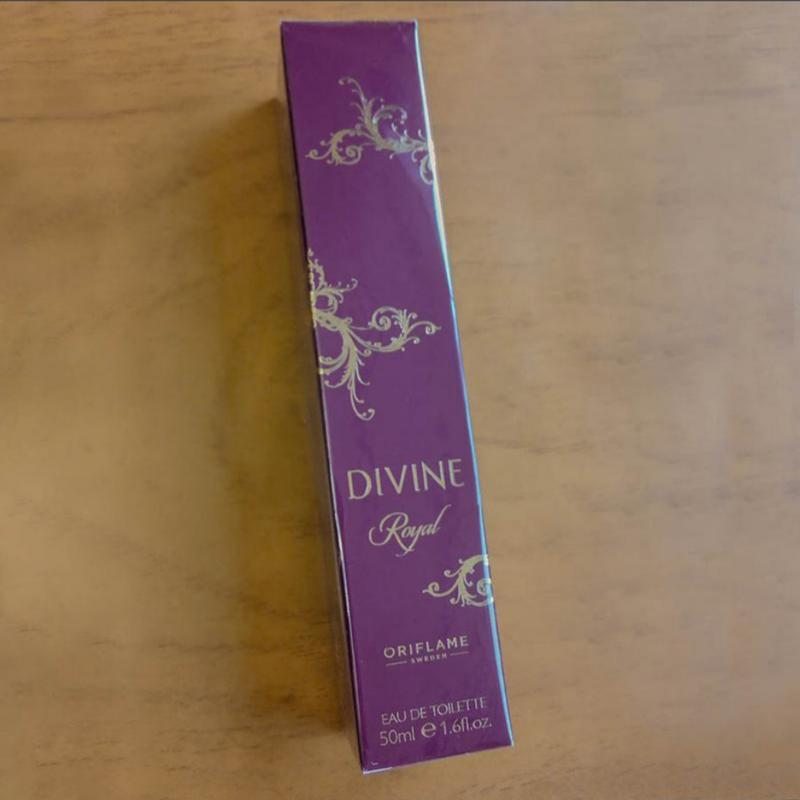 DIVINE
Royal
ORIFLAME
SWEDEN
EAU DE TOILETTE
50ml ℮ 1.6fl.oz.